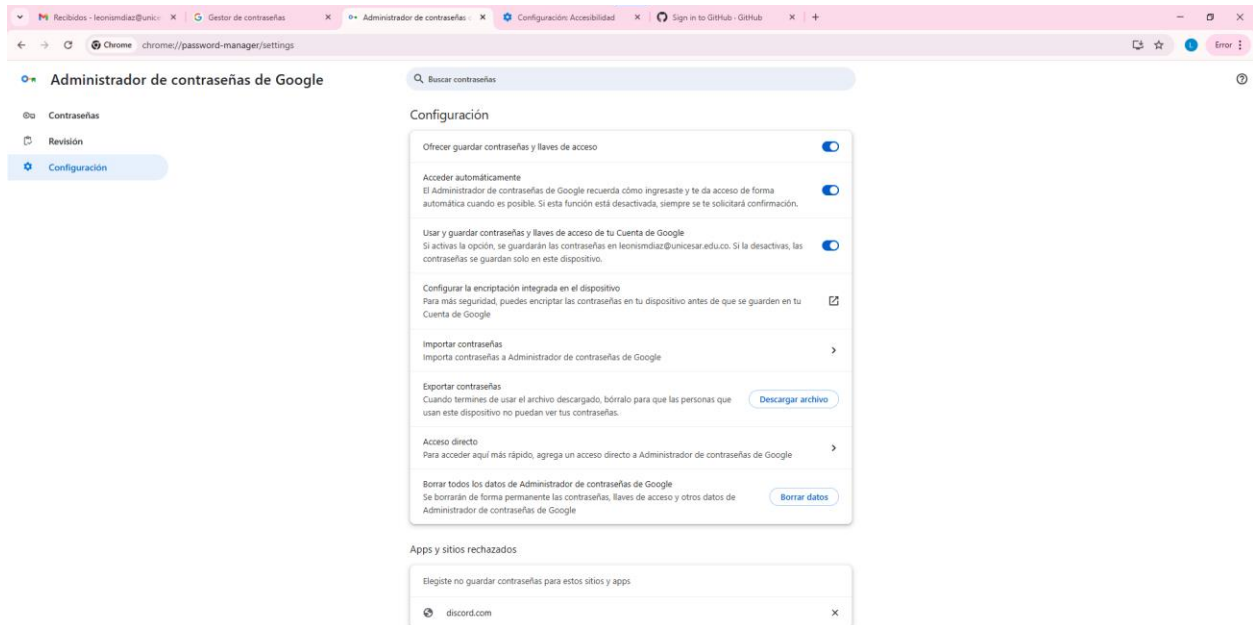 Recibidos - leonismdiaz@unice
Gestor de contraseñas
Administrador de contraseñas
Configuración: Accesibilidad
Sign in to GitHub · GitHub
Chrome
chrome://password-manager/settings
L
Error
Administrador de contraseñas de Google
Buscar contraseñas
Contraseñas
Revisión
Configuración
Configuración
Ofrecer guardar contraseñas y llaves de acceso
Acceder automáticamente
El Administrador de contraseñas de Google recuerda cómo ingresaste y te da acceso de forma
automática cuando es posible. Si esta función está desactivada, siempre se te solicitará confirmación.
Usar y guardar contraseñas y llaves de acceso de tu Cuenta de Google
Si activas la opción, se guardarán las contraseñas en leonismdiaz@unicesar.edu.co. Si la desactivas, las
contraseñas se guardan solo en este dispositivo.
Configurar la encriptación integrada en el dispositivo
Para más seguridad, puedes encriptar las contraseñas en tu dispositivo antes de que se guarden en tu
Cuenta de Google
Importar contraseñas
Importa contraseñas a Administrador de contraseñas de Google
Exportar contraseñas
Cuando termines de usar el archivo descargado, bórralo para que las personas que
usan este dispositivo no puedan ver tus contraseñas.
Descargar archivo
Acceso directo
Para acceder aquí más rápido, agrega un acceso directo a Administrador de contraseñas de Google
Borrar todos los datos de Administrador de contraseñas de Google
Se borrarán de forma permanente las contraseñas, llaves de acceso y otros datos de
Administrador de contraseñas de Google
Borrar datos
Apps y sitios rechazados
Elegiste no guardar contraseñas para estos sitios y apps
discord.com